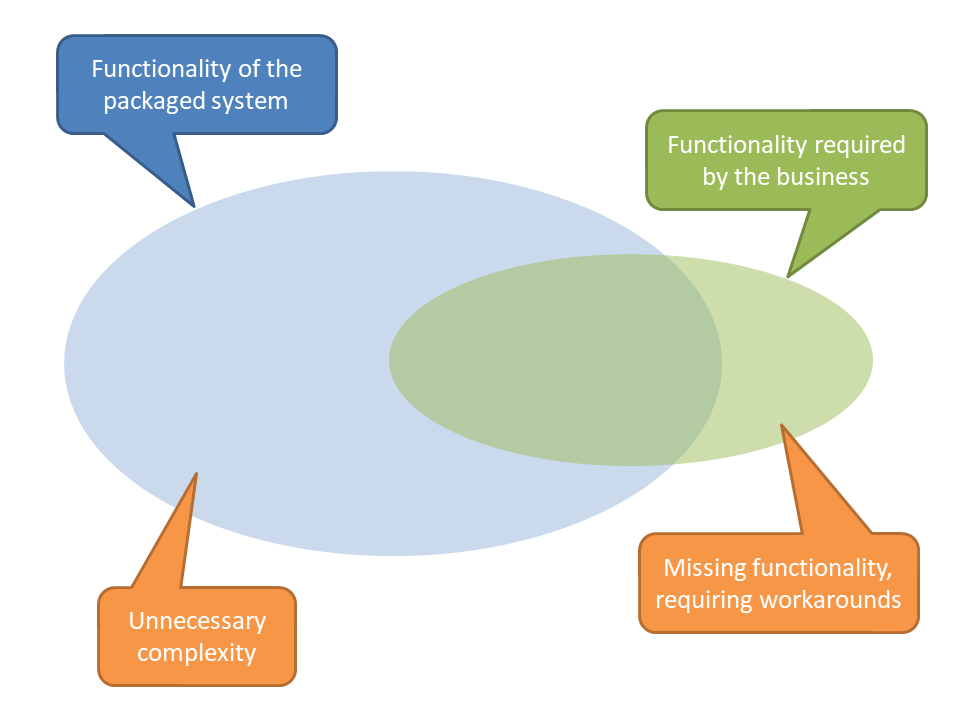 Functionality of the
packaged system
Functionality required
by the business
Missing functionality,
requiring workarounds
Unnecessary
complexity